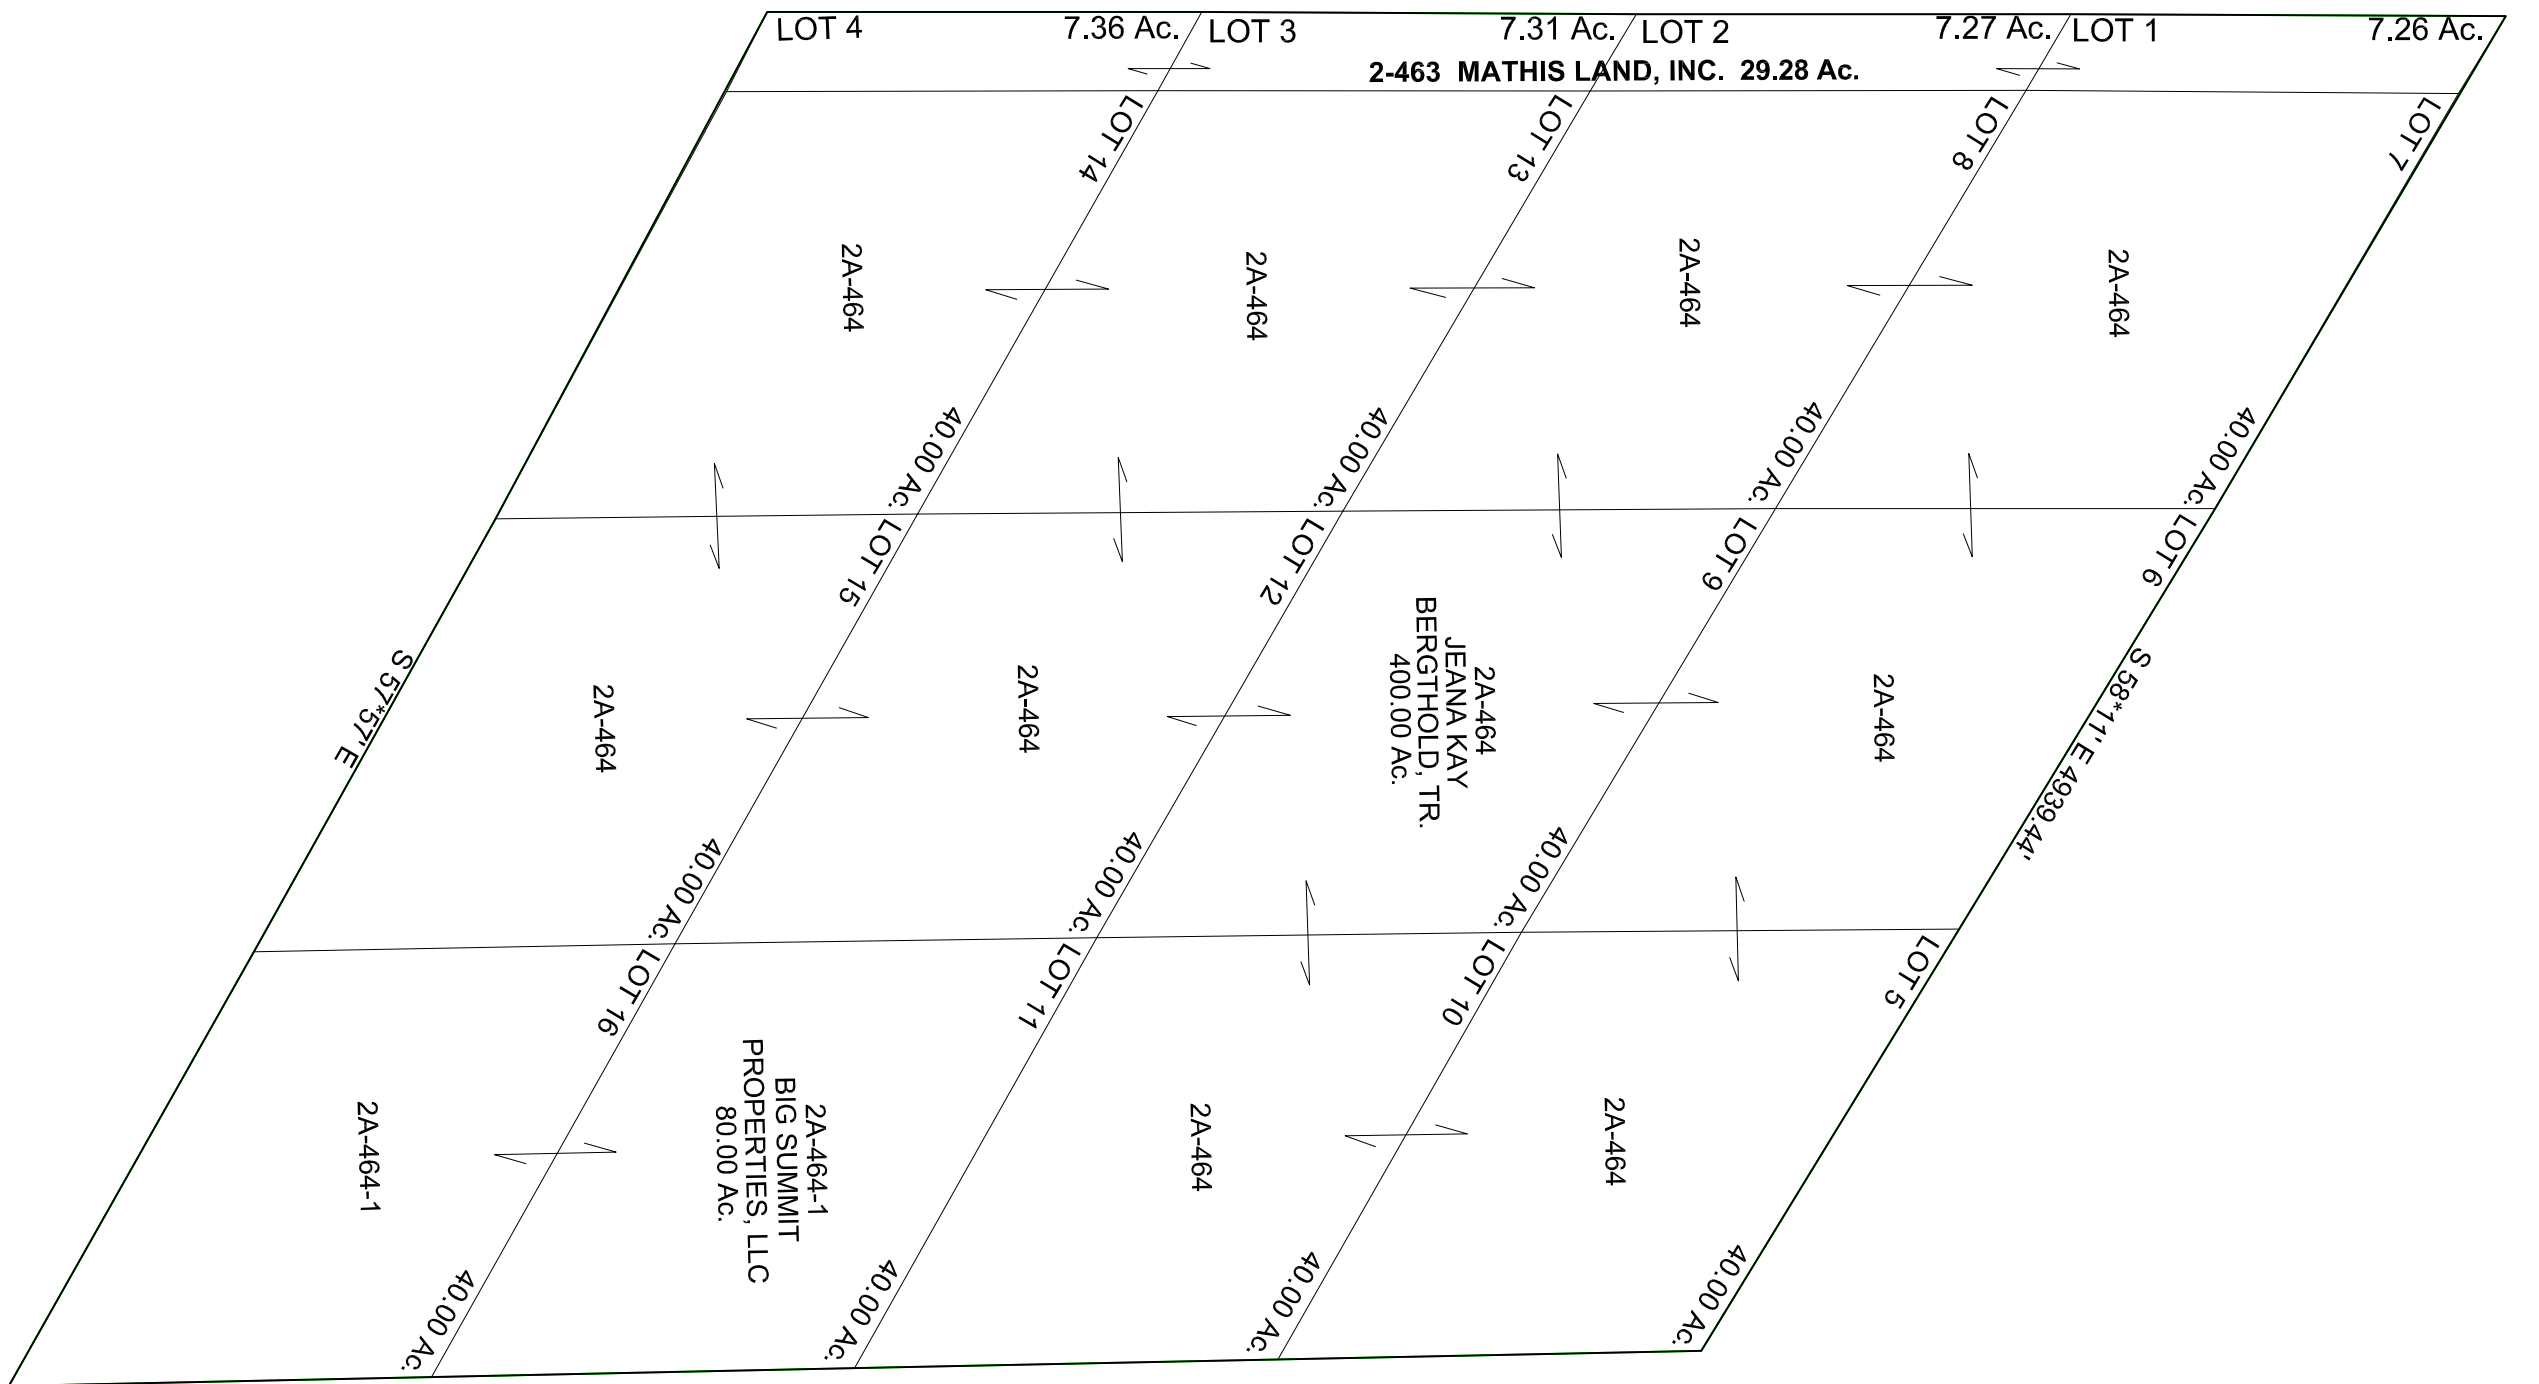 LOT 4
7.36 Ac.
LOT 3
7.31 Ac.
LOT 2
7.27 Ac.
LOT 1
7.26 Ac.
2-463 MATHIS LAND, INC. 29.28 Ac.
LOT 14
LOT 13
LOT 8
LOT 7
2A-464
2A-464
2A-464
2A-464
40.00 Ac.
40.00 Ac.
40.00 Ac.
40.00 Ac.
LOT 15
LOT 12
LOT 9
LOT 6
S 57*57' E
2A-464
2A-464
2A-464
JEANA KAY
BERGTHOLD, TR.
400.00 Ac.
2A-464
S 58*11' E 4939.44'
40.00 Ac.
40.00 Ac.
40.00 Ac.
LOT 16
LOT 11
LOT 10
LOT 5
2A-464-1
2A-464-1
BIG SUMMIT
PROPERTIES, LLC
80.00 Ac.
2A-464
2A-464
40.00 Ac.
40.00 Ac.
40.00 Ac.
40.00 Ac.